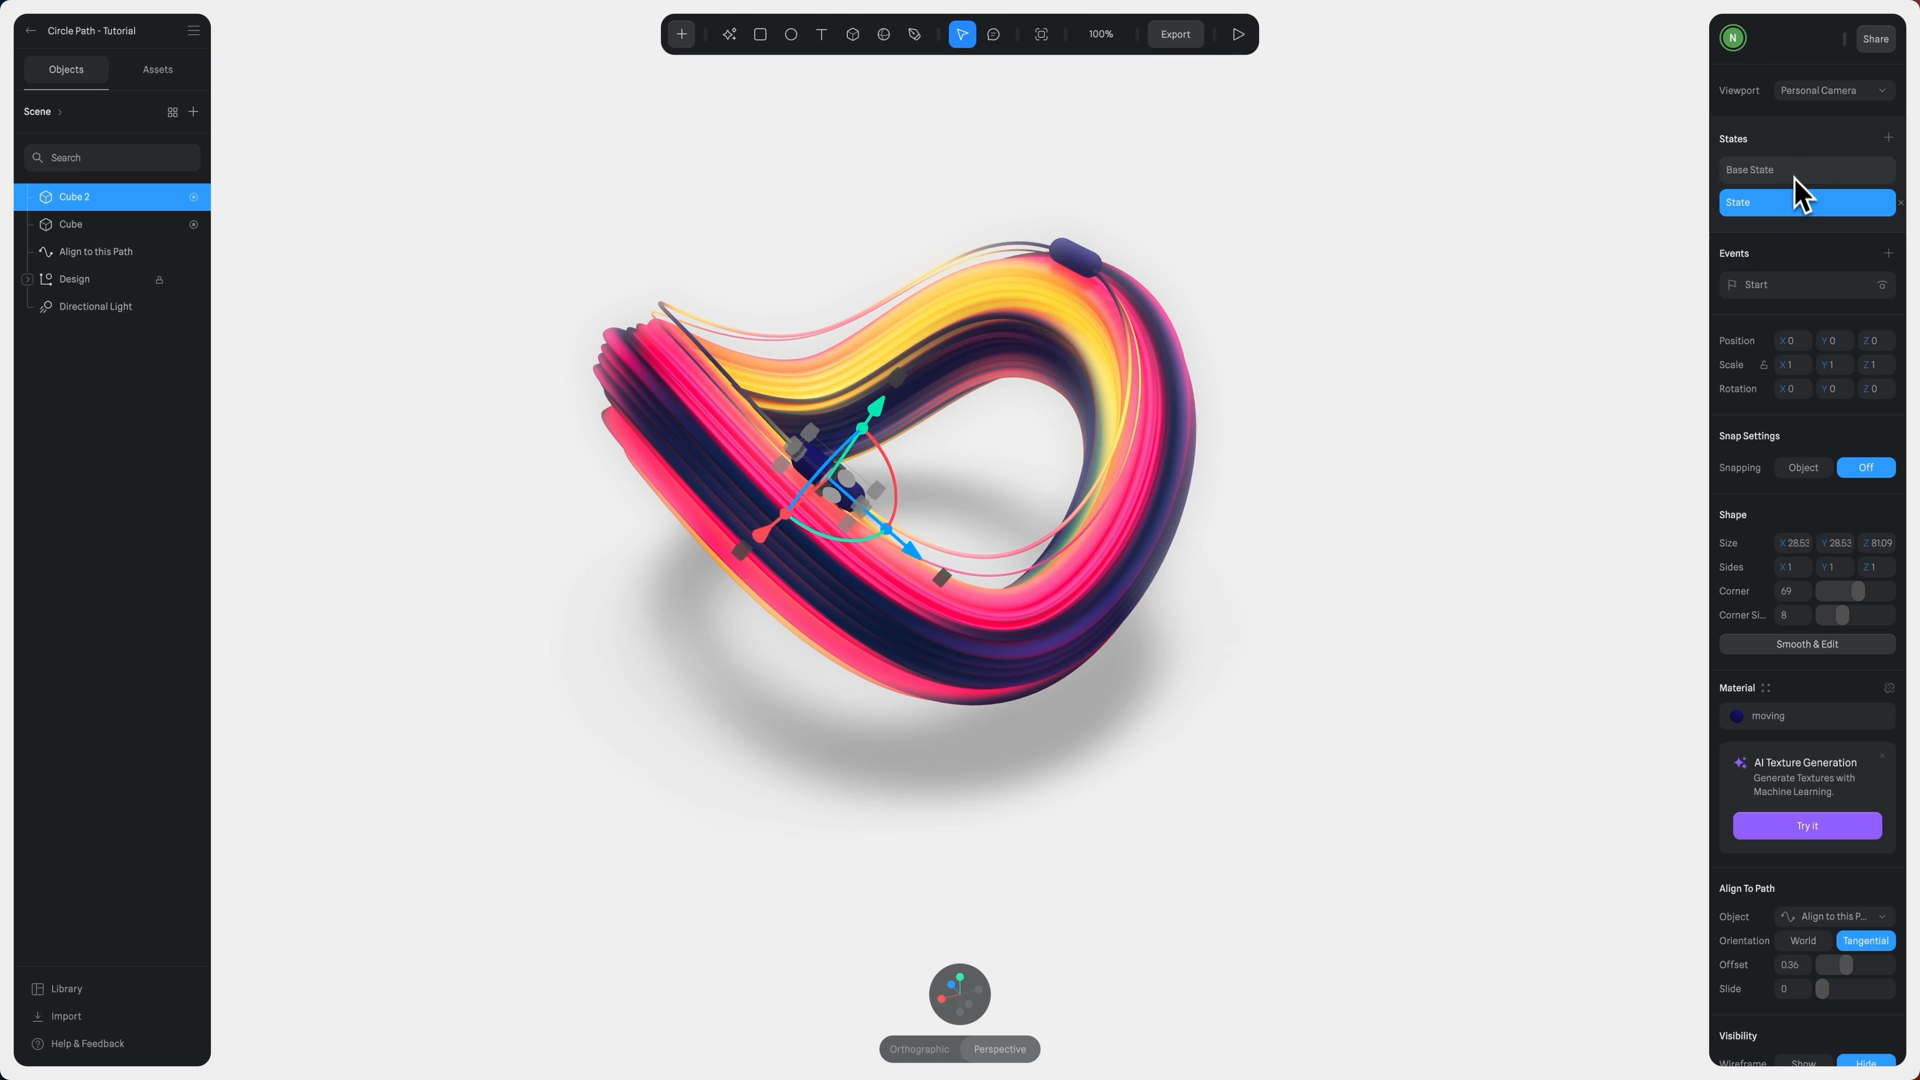 Circle Path - Tutorial
Objects
Assets
Scene
Search
Cube 2
Cube
Align to this Path
Design
Directional Light
Library
Import
Help & Feedback
100%
Export
Orthographic
Perspective
N
Share
Viewport
Personal Camera
States
Base State
State
Events
Start
Position X 0 Y 0 Z 0
Scale X 1 Y 1 Z 1
Rotation X 0 Y 0 Z 0
Snap Settings
Snapping Object Off
Shape
Size X 28.53 Y 28.53 Z 81.09
Sides X 1 Y 1 Z 1
Corner 69
Corner Si... 8
Smooth & Edit
Material
moving
AI Texture Generation
Generate Textures with
Machine Learning.
Try it
Align To Path
Object Align to this P...
Orientation World Tangential
Offset 0.36
Slide 0
Visibility
Wireframe Show Hide